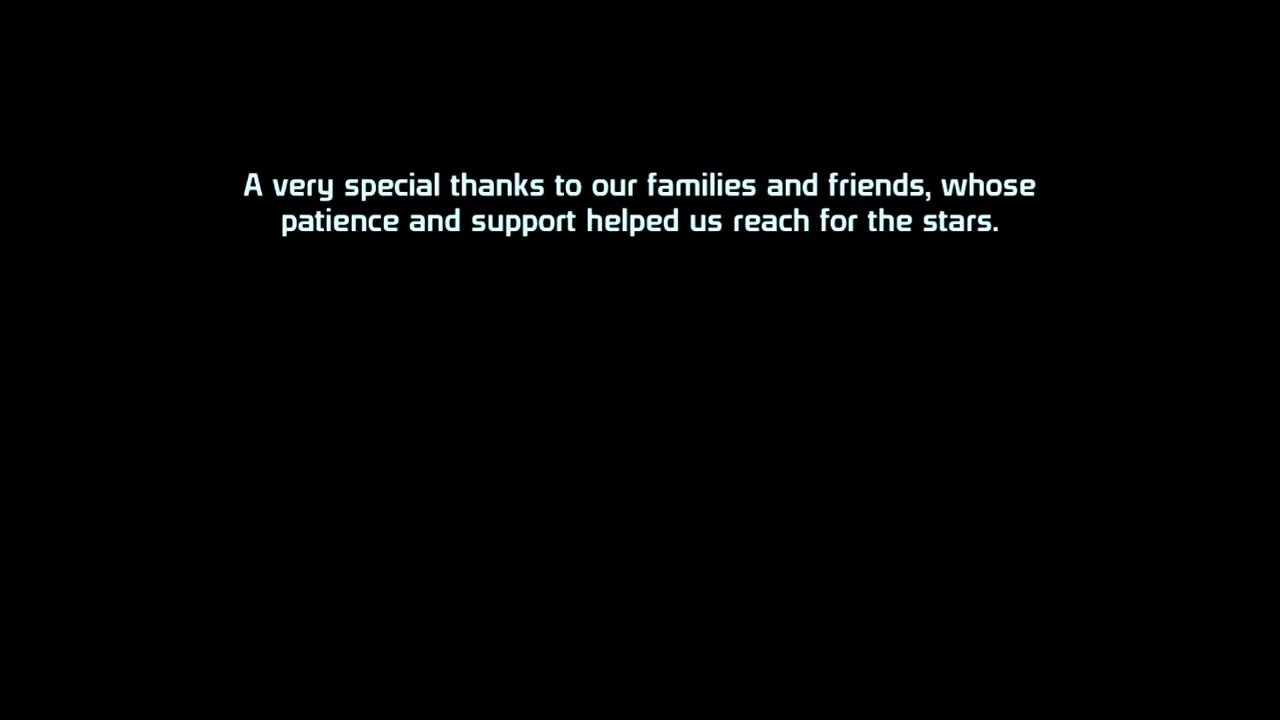 A very special thanks to our families and friends, whose
patience and support helped us reach for the stars.